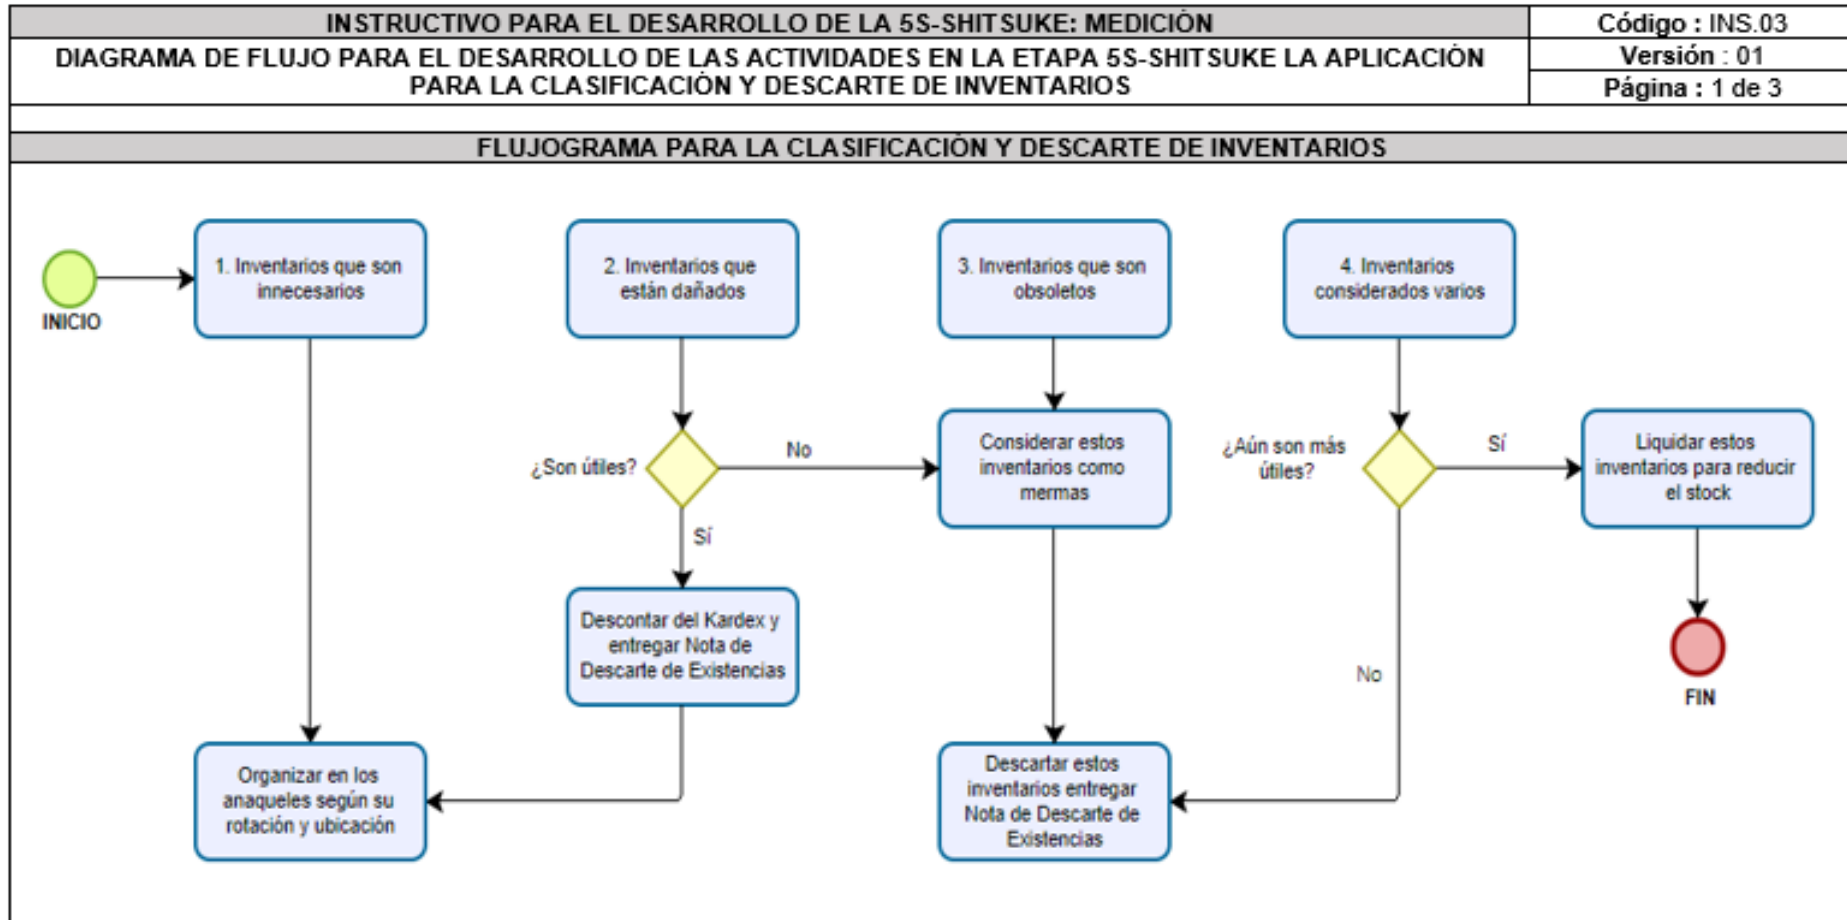 INSTRUCTIVO PARA EL DESARROLLO DE LA 5S-SHITSUKE: MEDICIÓN
Código : INS.03
DIAGRAMA DE FLUJO PARA EL DESARROLLO DE LAS ACTIVIDADES EN LA ETAPA 5S-SHITSUKE LA APLICACIÓN
PARA LA CLASIFICACIÓN Y DESCARTE DE INVENTARIOS
Versión : 01
Página : 1 de 3
FLUJOGRAMA PARA LA CLASIFICACIÓN Y DESCARTE DE INVENTARIOS
INICIO
1. Inventarios que son
innecesarios
2. Inventarios que
están dañados
3. Inventarios que son
obsoletos
4. Inventarios
considerados varios
¿Son útiles?
No
Considerar estos
inventarios como
mermas
¿Aún son más
útiles?
Sí
Liquidar estos
inventarios para reducir
el stock
Sí
Descontar del Kardex y
entregar Nota de
Descarte de Existencias
No
FIN
Organizar en los
anaqueles según su
rotación y ubicación
Descartar estos
inventarios entregar
Nota de Descarte de
Existencias